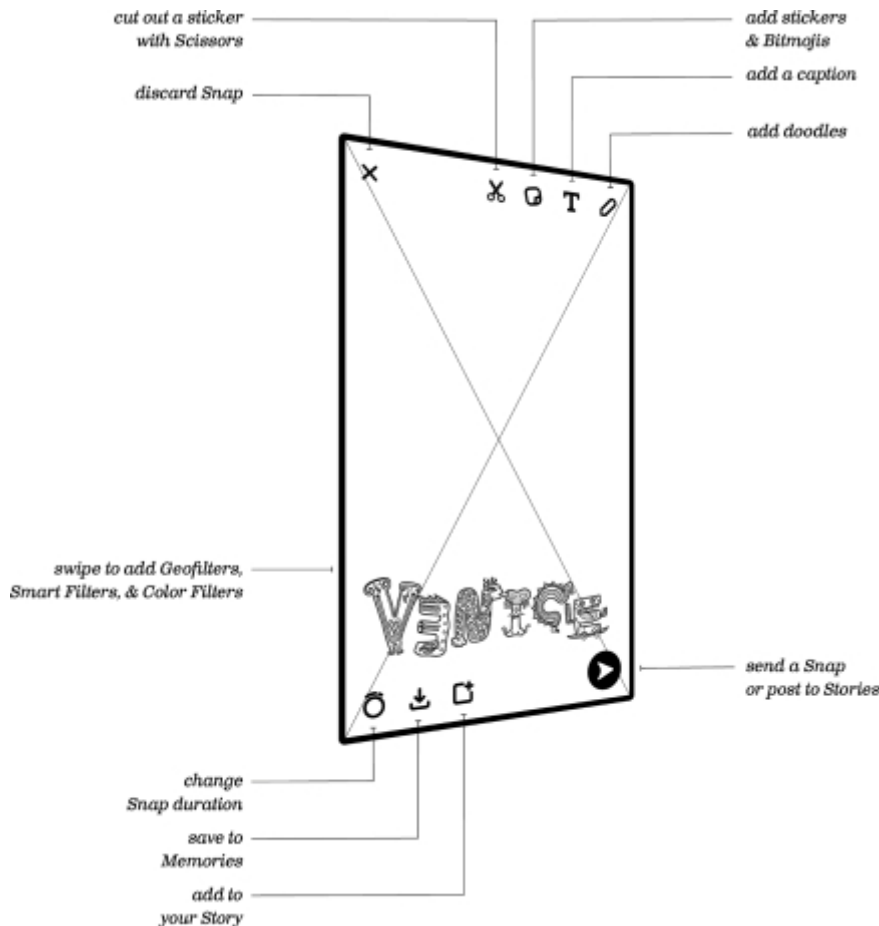 cut out a sticker
with Scissors
add stickers
& Bitmojis
add a caption
discard Snap
add doodles
T
swipe to add Geofilters,
Smart Filters, & Color Filters
VENICE
send a Snap
or post to Stories
change
Snap duration
save to
Memories
add to
your Story